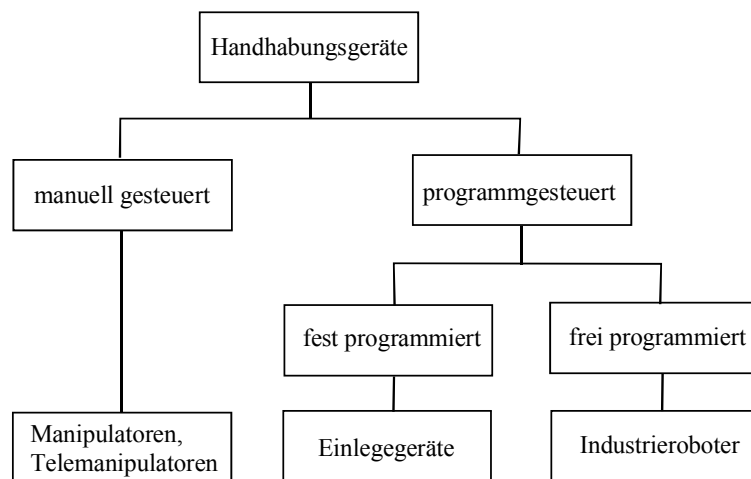 Handhabungsgeräte
manuell gesteuert
programmgesteuert
fest programmiert
frei programmiert
Manipulatoren,
Telemanipulatoren
Einlegegeräte
Industrieroboter